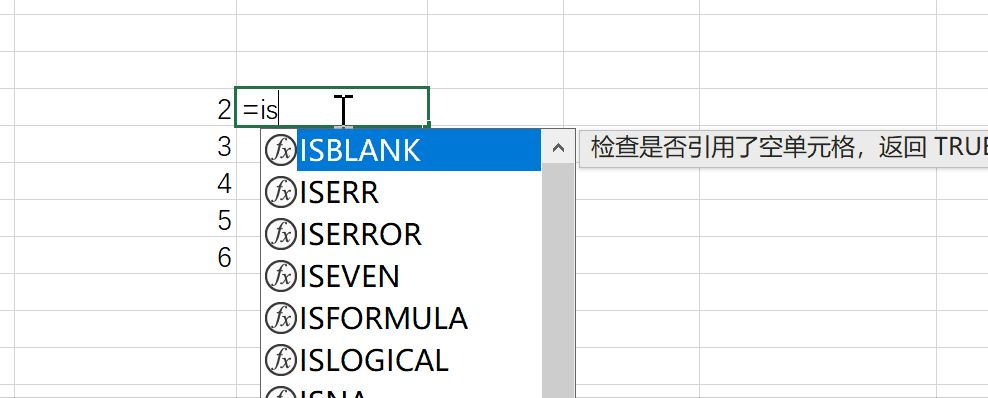 2 =is
3 ISBLANK 检查是否引用了空单元格，返回 TRUE
4 ISERR
5 ISERROR
6 ISEVEN
ISFORMULA
ISLOGICAL
ISNA